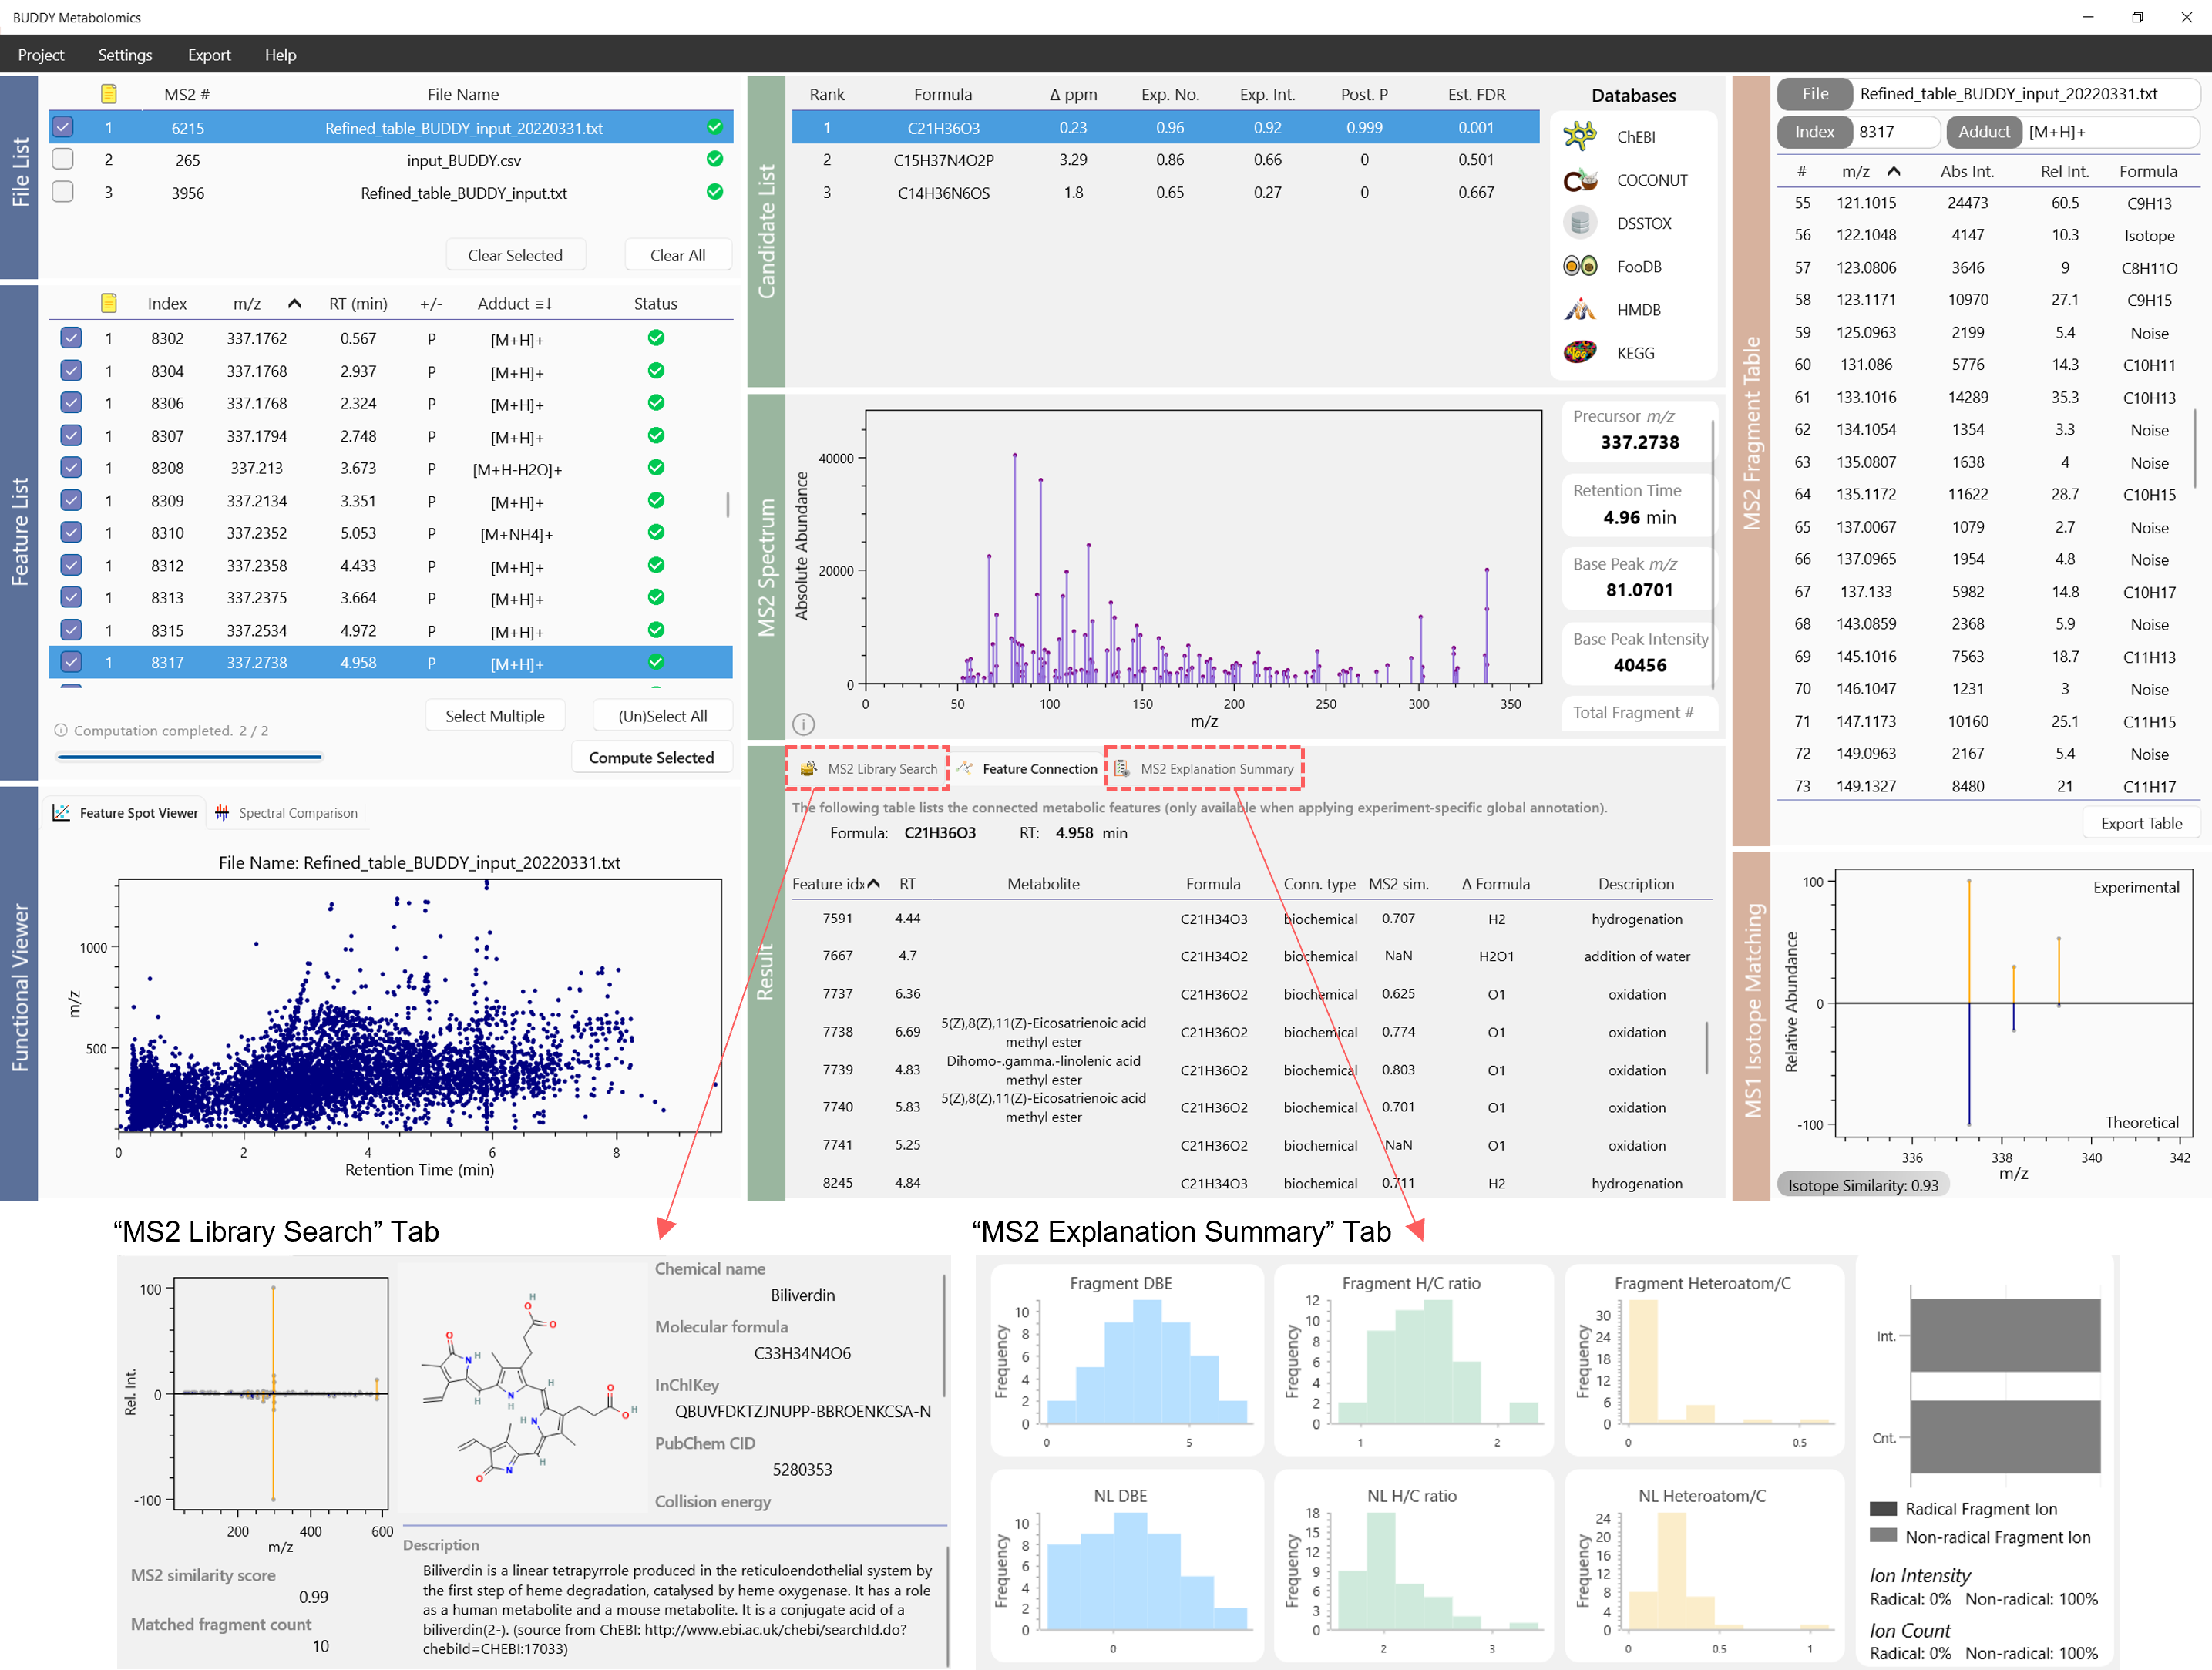 BUDDY Metabolomics
Project Settings Export Help
File List
MS2 # File Name
1 6215 Refined_table_BUDDY_input_20220331.txt
2 265 input_BUDDY.csv
3 3956 Refined_table_BUDDY_input.txt
Clear Selected Clear All
Feature List
Index m/z RT (min) +/- Adduct Status
1 8302 337.1762 0.567 P [M+H]+
1 8304 337.1768 2.937 P [M+H]+
1 8306 337.1768 2.324 P [M+H]+
1 8307 337.1794 2.748 P [M+H]+
1 8308 337.213 3.673 P [M+H-H2O]+
1 8309 337.2134 3.351 P [M+H]+
1 8310 337.2352 5.053 P [M+NH4]+
1 8312 337.2358 4.433 P [M+H]+
1 8313 337.2375 3.664 P [M+H]+
1 8315 337.2534 4.972 P [M+H]+
1 8317 337.2738 4.958 P [M+H]+
Select Multiple (Un)Select All
Computation completed. 2 / 2
Compute Selected
Functional Viewer
Feature Spot Viewer Spectral Comparison
File Name: Refined_table_BUDDY_input_20220331.txt
m/z
1000
500
0 2 4 6 8
Retention Time (min)
Candidate List
Rank Formula Δ ppm Exp. No. Exp. Int. Post. P Est. FDR
1 C21H36O3 0.23 0.96 0.92 0.999 0.001
2 C15H37N4O2P 3.29 0.86 0.66 0 0.501
3 C14H36N6OS 1.8 0.65 0.27 0 0.667
Databases
ChEBI
COCONUT
DSSTOX
FooDB
HMDB
KEGG
MS2 Spectrum
Absolute Abundance
40000
20000
0
0 50 100 150 200 250 300 350
m/z
Precursor m/z
337.2738
Retention Time
4.96 min
Base Peak m/z
81.0701
Base Peak Intensity
40456
Total Fragment #
Result
MS2 Library Search Feature Connection MS2 Explanation Summary
The following table lists the connected metabolic features (only available when applying experiment-specific global annotation).
Formula: C21H36O3 RT: 4.958 min
Feature idx RT Metabolite Formula Conn. type MS2 sim. Δ Formula Description
7591 4.44 C21H34O3 biochemical 0.707 H2 hydrogenation
7667 4.7 C21H34O2 biochemical NaN H2O1 addition of water
7737 6.36 C21H36O2 biochemical 0.625 O1 oxidation
7738 6.69 5(Z),8(Z),11(Z)-Eicosatrienoic acid methyl ester C21H36O2 biochemical 0.774 O1 oxidation
7739 4.83 Dihomo-.gamma.-linolenic acid methyl ester C21H36O2 biochemical 0.803 O1 oxidation
7740 5.83 5(Z),8(Z),11(Z)-Eicosatrienoic acid methyl ester C21H36O2 biochemical 0.701 O1 oxidation
7741 5.25 C21H36O2 biochemical NaN O1 oxidation
8245 4.84 C21H34O3 biochemical 0.711 H2 hydrogenation
MS2 Fragment Table
File Refined_table_BUDDY_input_20220331.txt
Index 8317 Adduct [M+H]+
# m/z Abs Int. Rel Int. Formula
55 121.1015 24473 60.5 C9H13
56 122.1048 4147 10.3 Isotope
57 123.0806 3646 9 C8H11O
58 123.1171 10970 27.1 C9H15
59 125.0963 2199 5.4 Noise
60 131.086 5776 14.3 C10H11
61 133.1016 14289 35.3 C10H13
62 134.1054 1354 3.3 Noise
63 135.0807 1638 4 Noise
64 135.1172 11622 28.7 C10H15
65 137.0067 1079 2.7 Noise
66 137.0965 1954 4.8 Noise
67 137.133 5982 14.8 C10H17
68 143.0859 2368 5.9 Noise
69 145.1016 7563 18.7 C11H13
70 146.1047 1231 3 Noise
71 147.1173 10160 25.1 C11H15
72 149.0963 2167 5.4 Noise
73 149.1327 8480 21 C11H17
Export Table
MS1 Isotope Matching
Relative Abundance
100
0
-100
Experimental
Theoretical
336 338 340 342
m/z
Isotope Similarity: 0.93
“MS2 Library Search” Tab
Rel. Int.
100
0
-100
200 400 600
m/z
MS2 similarity score
0.99
Matched fragment count
10
H
O
O
O
N H
N
H
H
H
O
O H
H N
H
N
O
Chemical name
Biliverdin
Molecular formula
C33H34N4O6
InChIKey
QBUVFDKTZJNUPP-BBROENKCSA-N
PubChem CID
5280353
Collision energy
Description
Biliverdin is a linear tetrapyrrole produced in the reticuloendothelial system by
the first step of heme degradation, catalysed by heme oxygenase. It has a role
as a human metabolite and a mouse metabolite. It is a conjugate acid of a
biliverdin(2-). (source from ChEBI: http://www.ebi.ac.uk/chebi/searchId.do?
chebiId=CHEBI:17033)
“MS2 Explanation Summary” Tab
Fragment DBE
Frequency
10
8
6
4
2
0
0 5
Fragment H/C ratio
Frequency
12
10
8
6
4
2
0
1 2
Fragment Heteroatom/C
Frequency
30
24
18
12
6
0
0 0.5
NL DBE
Frequency
10
8
6
4
2
0
0
NL H/C ratio
Frequency
18
15
12
9
6
3
0
2 3
NL Heteroatom/C
Frequency
24
20
16
12
8
4
0
0 0.5 1
Int.
Cnt.
Radical Fragment Ion
Non-radical Fragment Ion
Ion Intensity
Radical: 0% Non-radical: 100%
Ion Count
Radical: 0% Non-radical: 100%